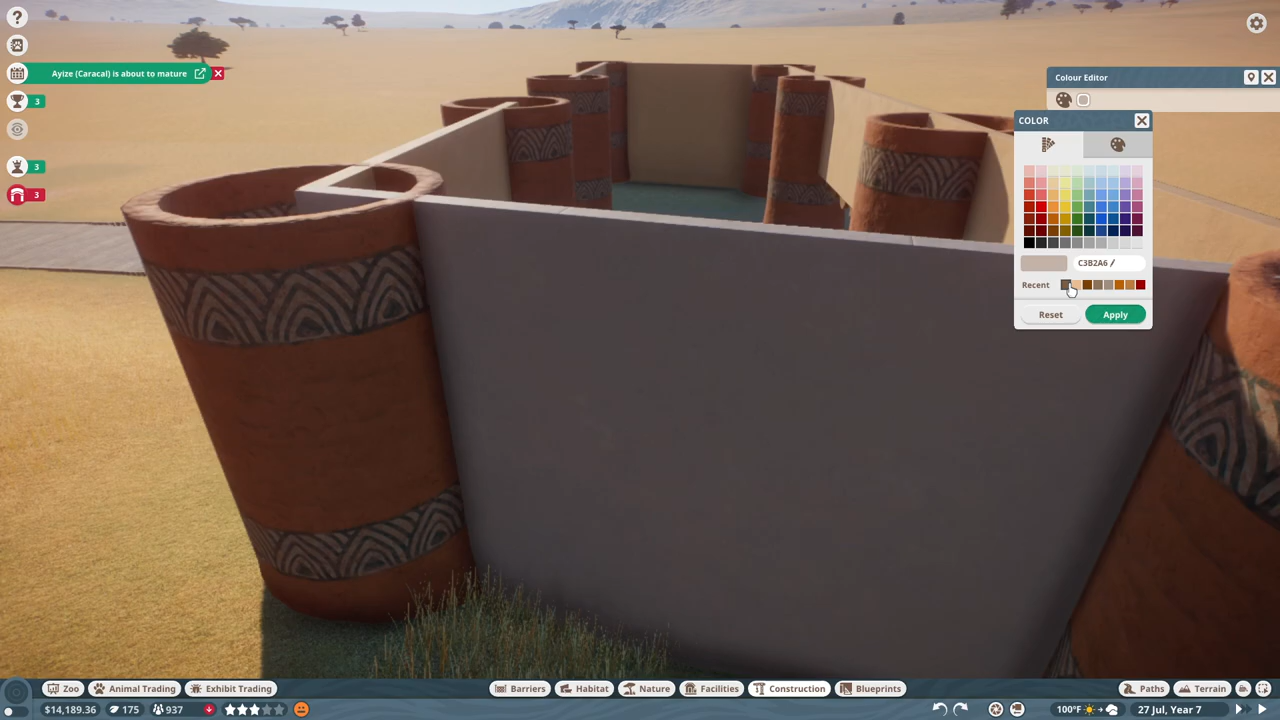 ?
Ayize (Caracal) is about to mature
3
3
3
Colour Editor
COLOR
C3B2A6 /
Recent
Reset
Apply
Zoo
Animal Trading
Exhibit Trading
Barriers
Habitat
Nature
Facilities
Construction
Blueprints
Paths
Terrain
$14,189.36
175
937
100°F
27 Jul, Year 7